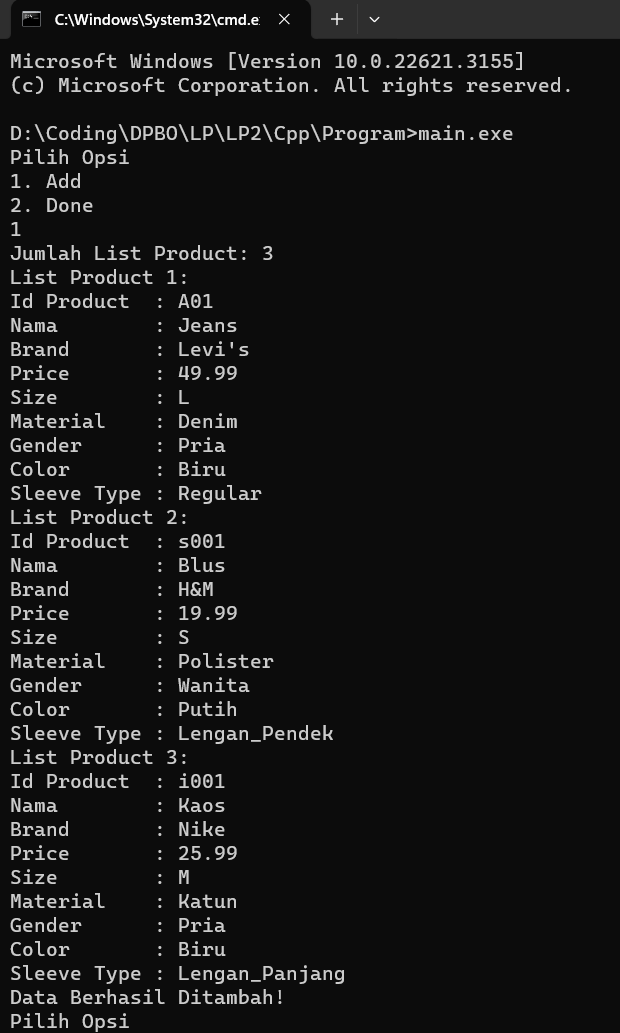 C:\Windows\System32\cmd.e
Microsoft Windows [Version 10.0.22621.3155]
(c) Microsoft Corporation. All rights reserved.
D:\Coding\DPBO\LP\LP2\Cpp\Program>main.exe
Pilih Opsi
1. Add
2. Done
1
Jumlah List Product: 3
List Product 1:
Id Product  : A01
Nama        : Jeans
Brand       : Levi's
Price       : 49.99
Size        : L
Material    : Denim
Gender      : Pria
Color       : Biru
Sleeve Type : Regular
List Product 2:
Id Product  : s001
Nama        : Blus
Brand       : H&M
Price       : 19.99
Size        : S
Material    : Polister
Gender      : Wanita
Color       : Putih
Sleeve Type : Lengan_Pendek
List Product 3:
Id Product  : i001
Nama        : Kaos
Brand       : Nike
Price       : 25.99
Size        : M
Material    : Katun
Gender      : Pria
Color       : Biru
Sleeve Type : Lengan_Panjang
Data Berhasil Ditambah!
Pilih Opsi